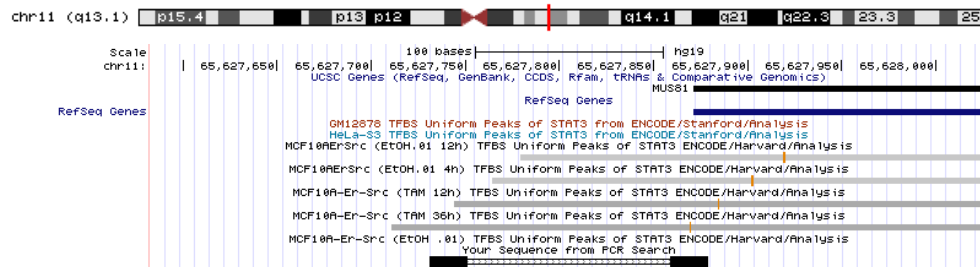 chr11 (q13.1) p15.4 p13 p12 q14.1 q21 q22.3 23.3 25
Scale 100 bases hg19
chr11: 65,627,650 65,627,700 65,627,750 65,627,800 65,627,850 65,627,900 65,627,950 65,628,000
UCSC Genes (RefSeq, GenBank, CCDS, Rfam, tRNAs & Comparative Genomics)
MUS81
RefSeq Genes
RefSeq Genes
GM12878 TFBS Uniform Peaks of STAT3 from ENCODE/Stanford/Analysis
HeLa-S3 TFBS Uniform Peaks of STAT3 from ENCODE/Stanford/Analysis
MCF10AErSrc (EtOH.01 12h) TFBS Uniform Peaks of STAT3 ENCODE/Harvard/Analysis
MCF10AErSrc (EtOH.01 4h) TFBS Uniform Peaks of STAT3 ENCODE/Harvard/Analysis
MCF10A-Er-Src (TAM 12h) TFBS Uniform Peaks of STAT3 ENCODE/Harvard/Analysis
MCF10A-Er-Src (TAM 36h) TFBS Uniform Peaks of STAT3 ENCODE/Harvard/Analysis
MCF10A-Er-Src (EtOH .01) TFBS Uniform Peaks of STAT3 ENCODE/Harvard/Analysis
Your Sequence from PCR Search